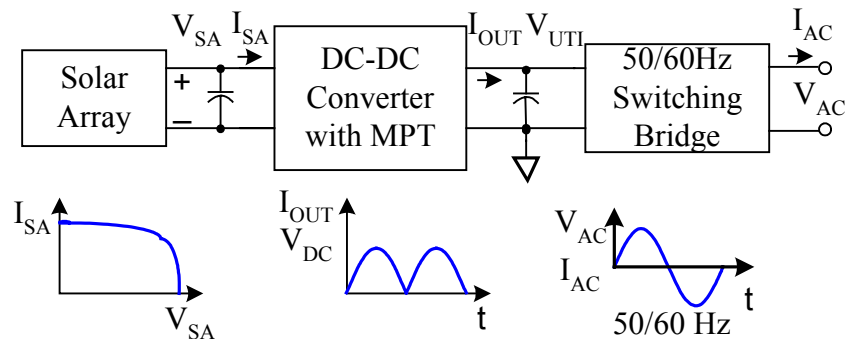 V_SA I_SA
Solar
Array
+
−
DC-DC
Converter
with MPT
I_OUT V_UTI
50/60Hz
Switching
Bridge
I_AC
V_AC
I_SA
V_SA
I_OUT
V_DC
t
V_AC
I_AC
t
50/60 Hz